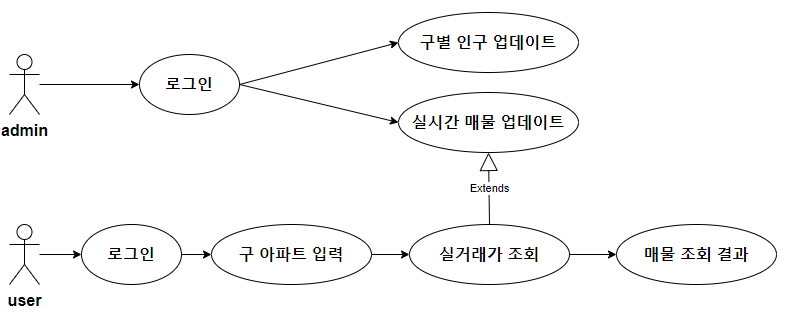 구별 인구 업데이트
로그인
admin
실시간 매물 업데이트
Extends
로그인
구 아파트 입력
실거래가 조회
매물 조회 결과
user